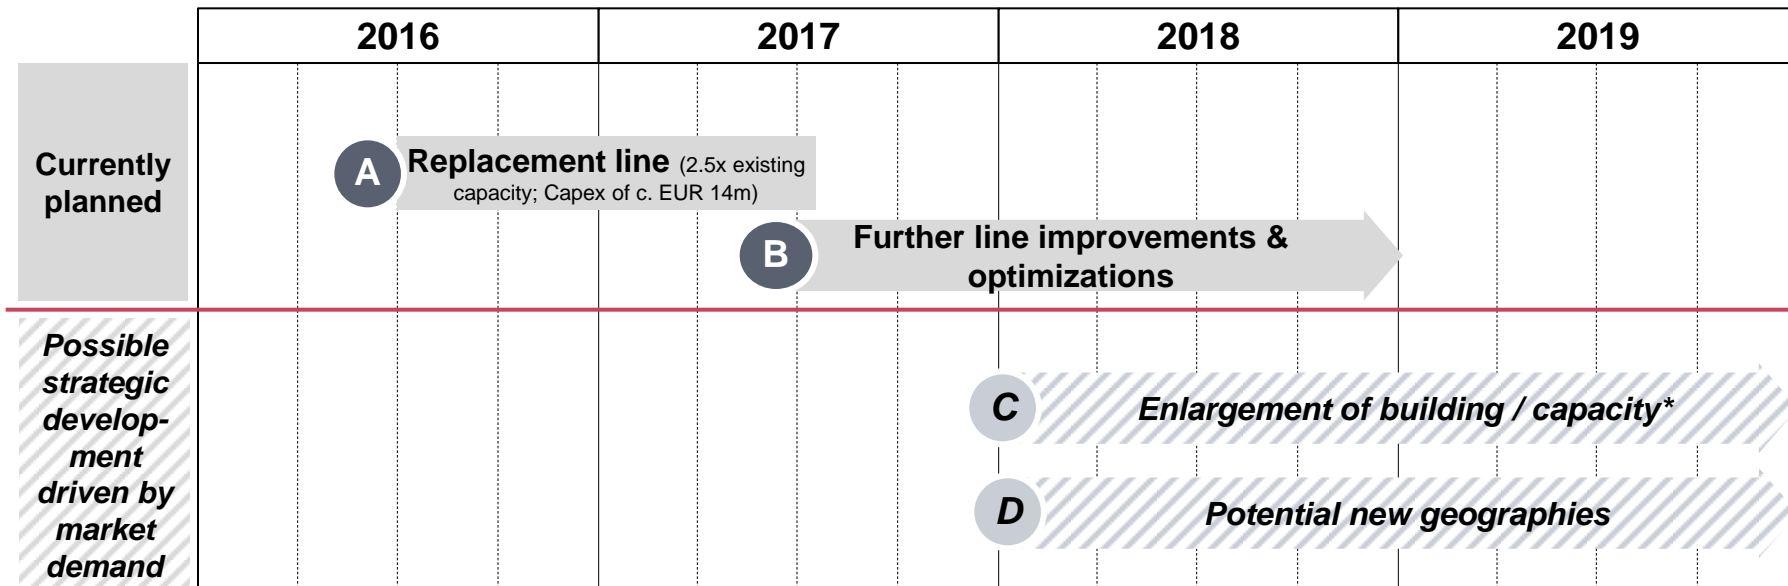 2016 2017 2018 2019
Currently
planned
A
Replacement line (2.5x existing
capacity; Capex of c. EUR 14m)
B
Further line improvements &
optimizations
Possible
strategic
develop-
ment
driven by
market
demand
C
Enlargement of building / capacity*
D
Potential new geographies